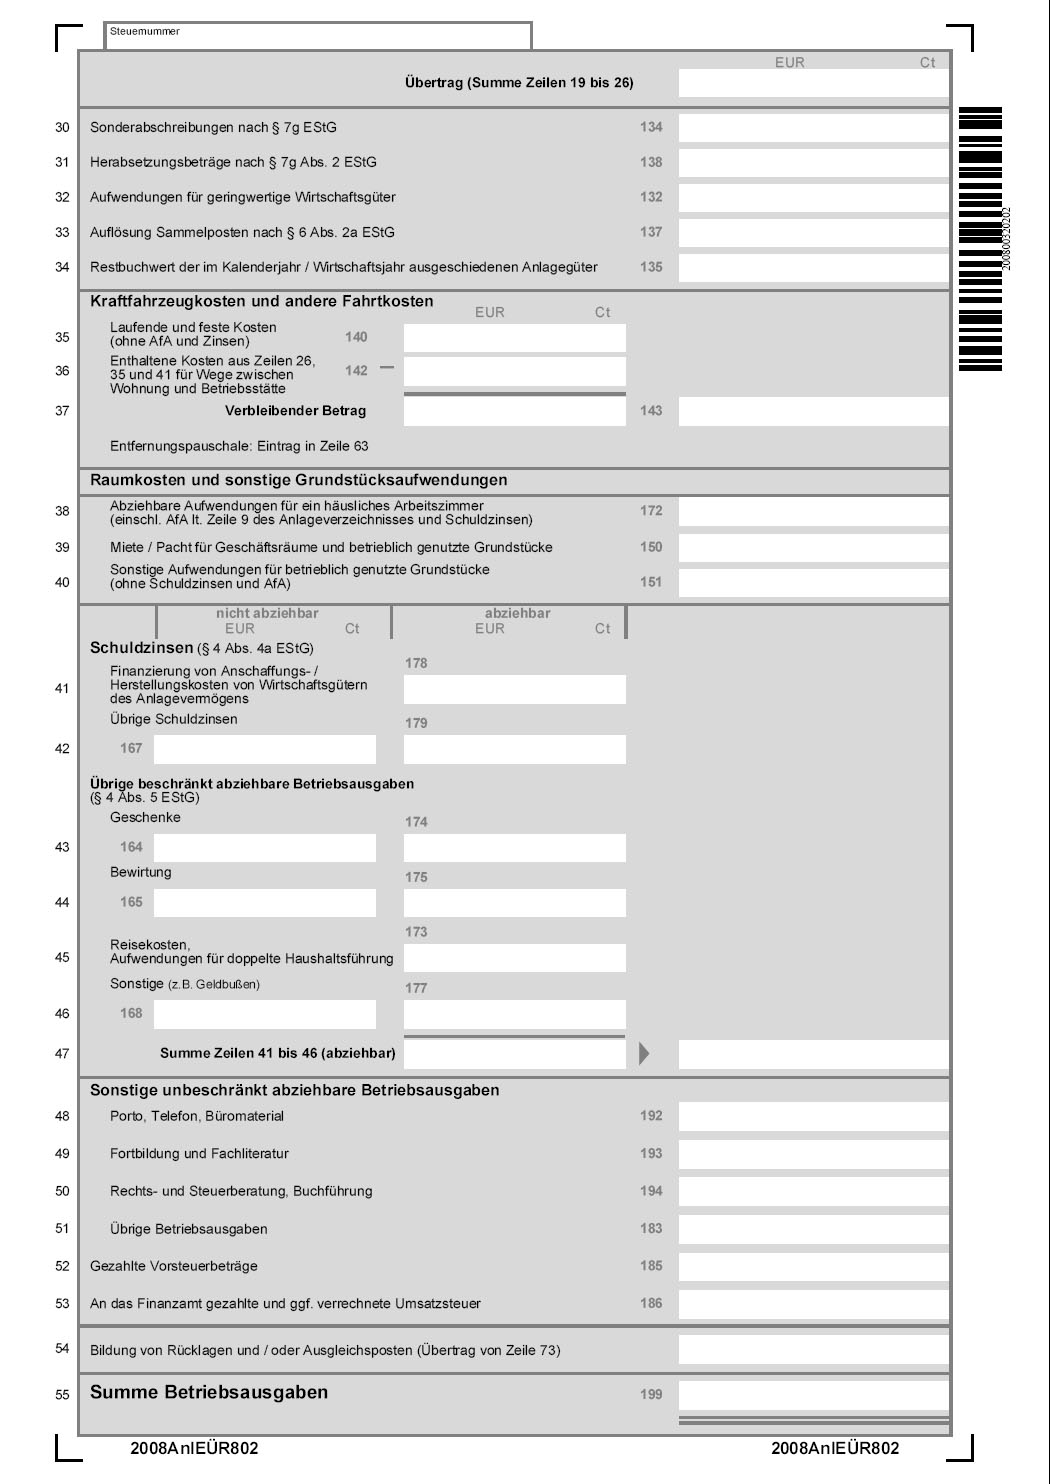 Steuernummer
EUR Ct
Übertrag (Summe Zeilen 19 bis 26)
30 Sonderabschreibungen nach § 7g EStG 134
31 Herabsetzungsbeträge nach § 7g Abs. 2 EStG 138
32 Aufwendungen für geringwertige Wirtschaftsgüter 132
33 Auflösung Sammelposten nach § 6 Abs. 2a EStG 137
34 Restbuchwert der im Kalenderjahr / Wirtschaftsjahr ausgeschiedenen Anlagegüter 135
200800320202
Kraftfahrzeugkosten und andere Fahrtkosten
EUR Ct
Laufende und feste Kosten
35 (ohne AfA und Zinsen) 140
Enthaltene Kosten aus Zeilen 26,
36 35 und 41 für Wege zwischen 142 –
Wohnung und Betriebsstätte
37 Verbleibender Betrag 143
Entfernungspauschale: Eintrag in Zeile 63
Raumkosten und sonstige Grundstücksaufwendungen
38 Abziehbare Aufwendungen für ein häusliches Arbeitszimmer 172
(einschl. AfA lt. Zeile 9 des Anlageverzeichnisses und Schuldzinsen)
39 Miete / Pacht für Geschäftsräume und betrieblich genutzte Grundstücke 150
Sonstige Aufwendungen für betrieblich genutzte Grundstücke
40 (ohne Schuldzinsen und AfA) 151
nicht abziehbar abziehbar
EUR Ct EUR Ct
Schuldzinsen (§ 4 Abs. 4a EStG)
178
Finanzierung von Anschaffungs- /
41 Herstellungskosten von Wirtschaftsgütern
des Anlagevermögens
Übrige Schuldzinsen 179
42 167
Übrige beschränkt abziehbare Betriebsausgaben
(§ 4 Abs. 5 EStG)
Geschenke 174
43 164
Bewirtung 175
44 165
173
Reisekosten,
45 Aufwendungen für doppelte Haushaltsführung
Sonstige (z.B. Geldbußen) 177
46 168
47 Summe Zeilen 41 bis 46 (abziehbar)
Sonstige unbeschränkt abziehbare Betriebsausgaben
48 Porto, Telefon, Büromaterial 192
49 Fortbildung und Fachliteratur 193
50 Rechts- und Steuerberatung, Buchführung 194
51 Übrige Betriebsausgaben 183
52 Gezahlte Vorsteuerbeträge 185
53 An das Finanzamt gezahlte und ggf. verrechnete Umsatzsteuer 186
54 Bildung von Rücklagen und / oder Ausgleichsposten (Übertrag von Zeile 73)
55 Summe Betriebsausgaben 199
2008AnlEÜR802 2008AnlEÜR802